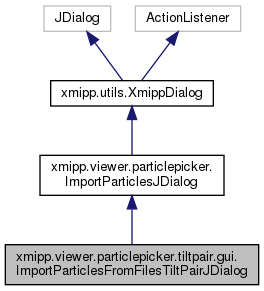 JDialog
ActionListener
xmipp.utils.XmippDialog
xmipp.viewer.particlepicker.
ImportParticlesJDialog
xmipp.viewer.particlepicker.tiltpair.gui.
ImportParticlesFromFilesTiltPairJDialog